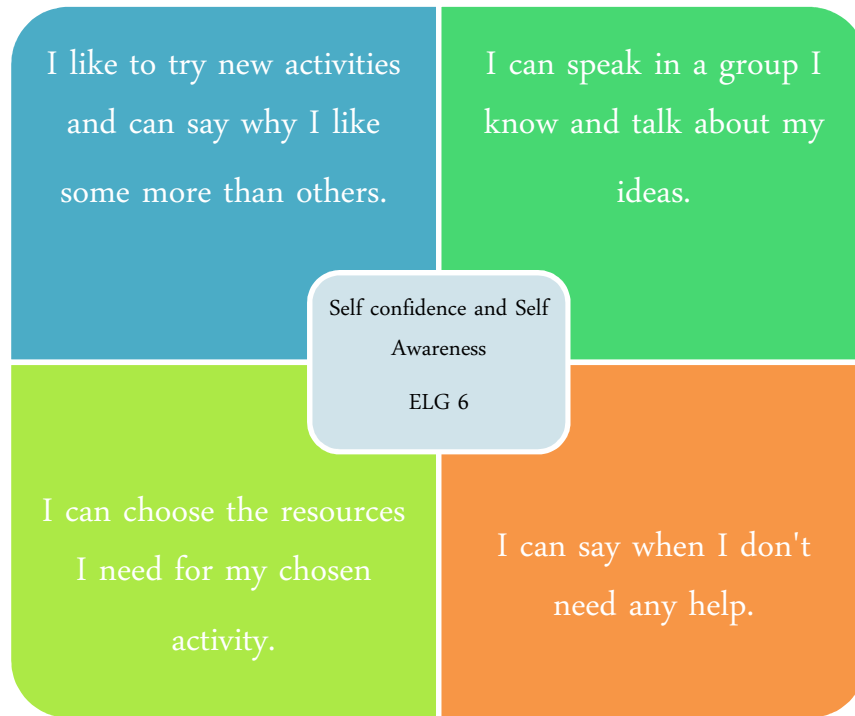 I like to try new activities
and can say why I like
some more than others.
I can speak in a group I
know and talk about my
ideas.
Self confidence and Self
Awareness
ELG 6
I can choose the resources
I need for my chosen
activity.
I can say when I don't
need any help.